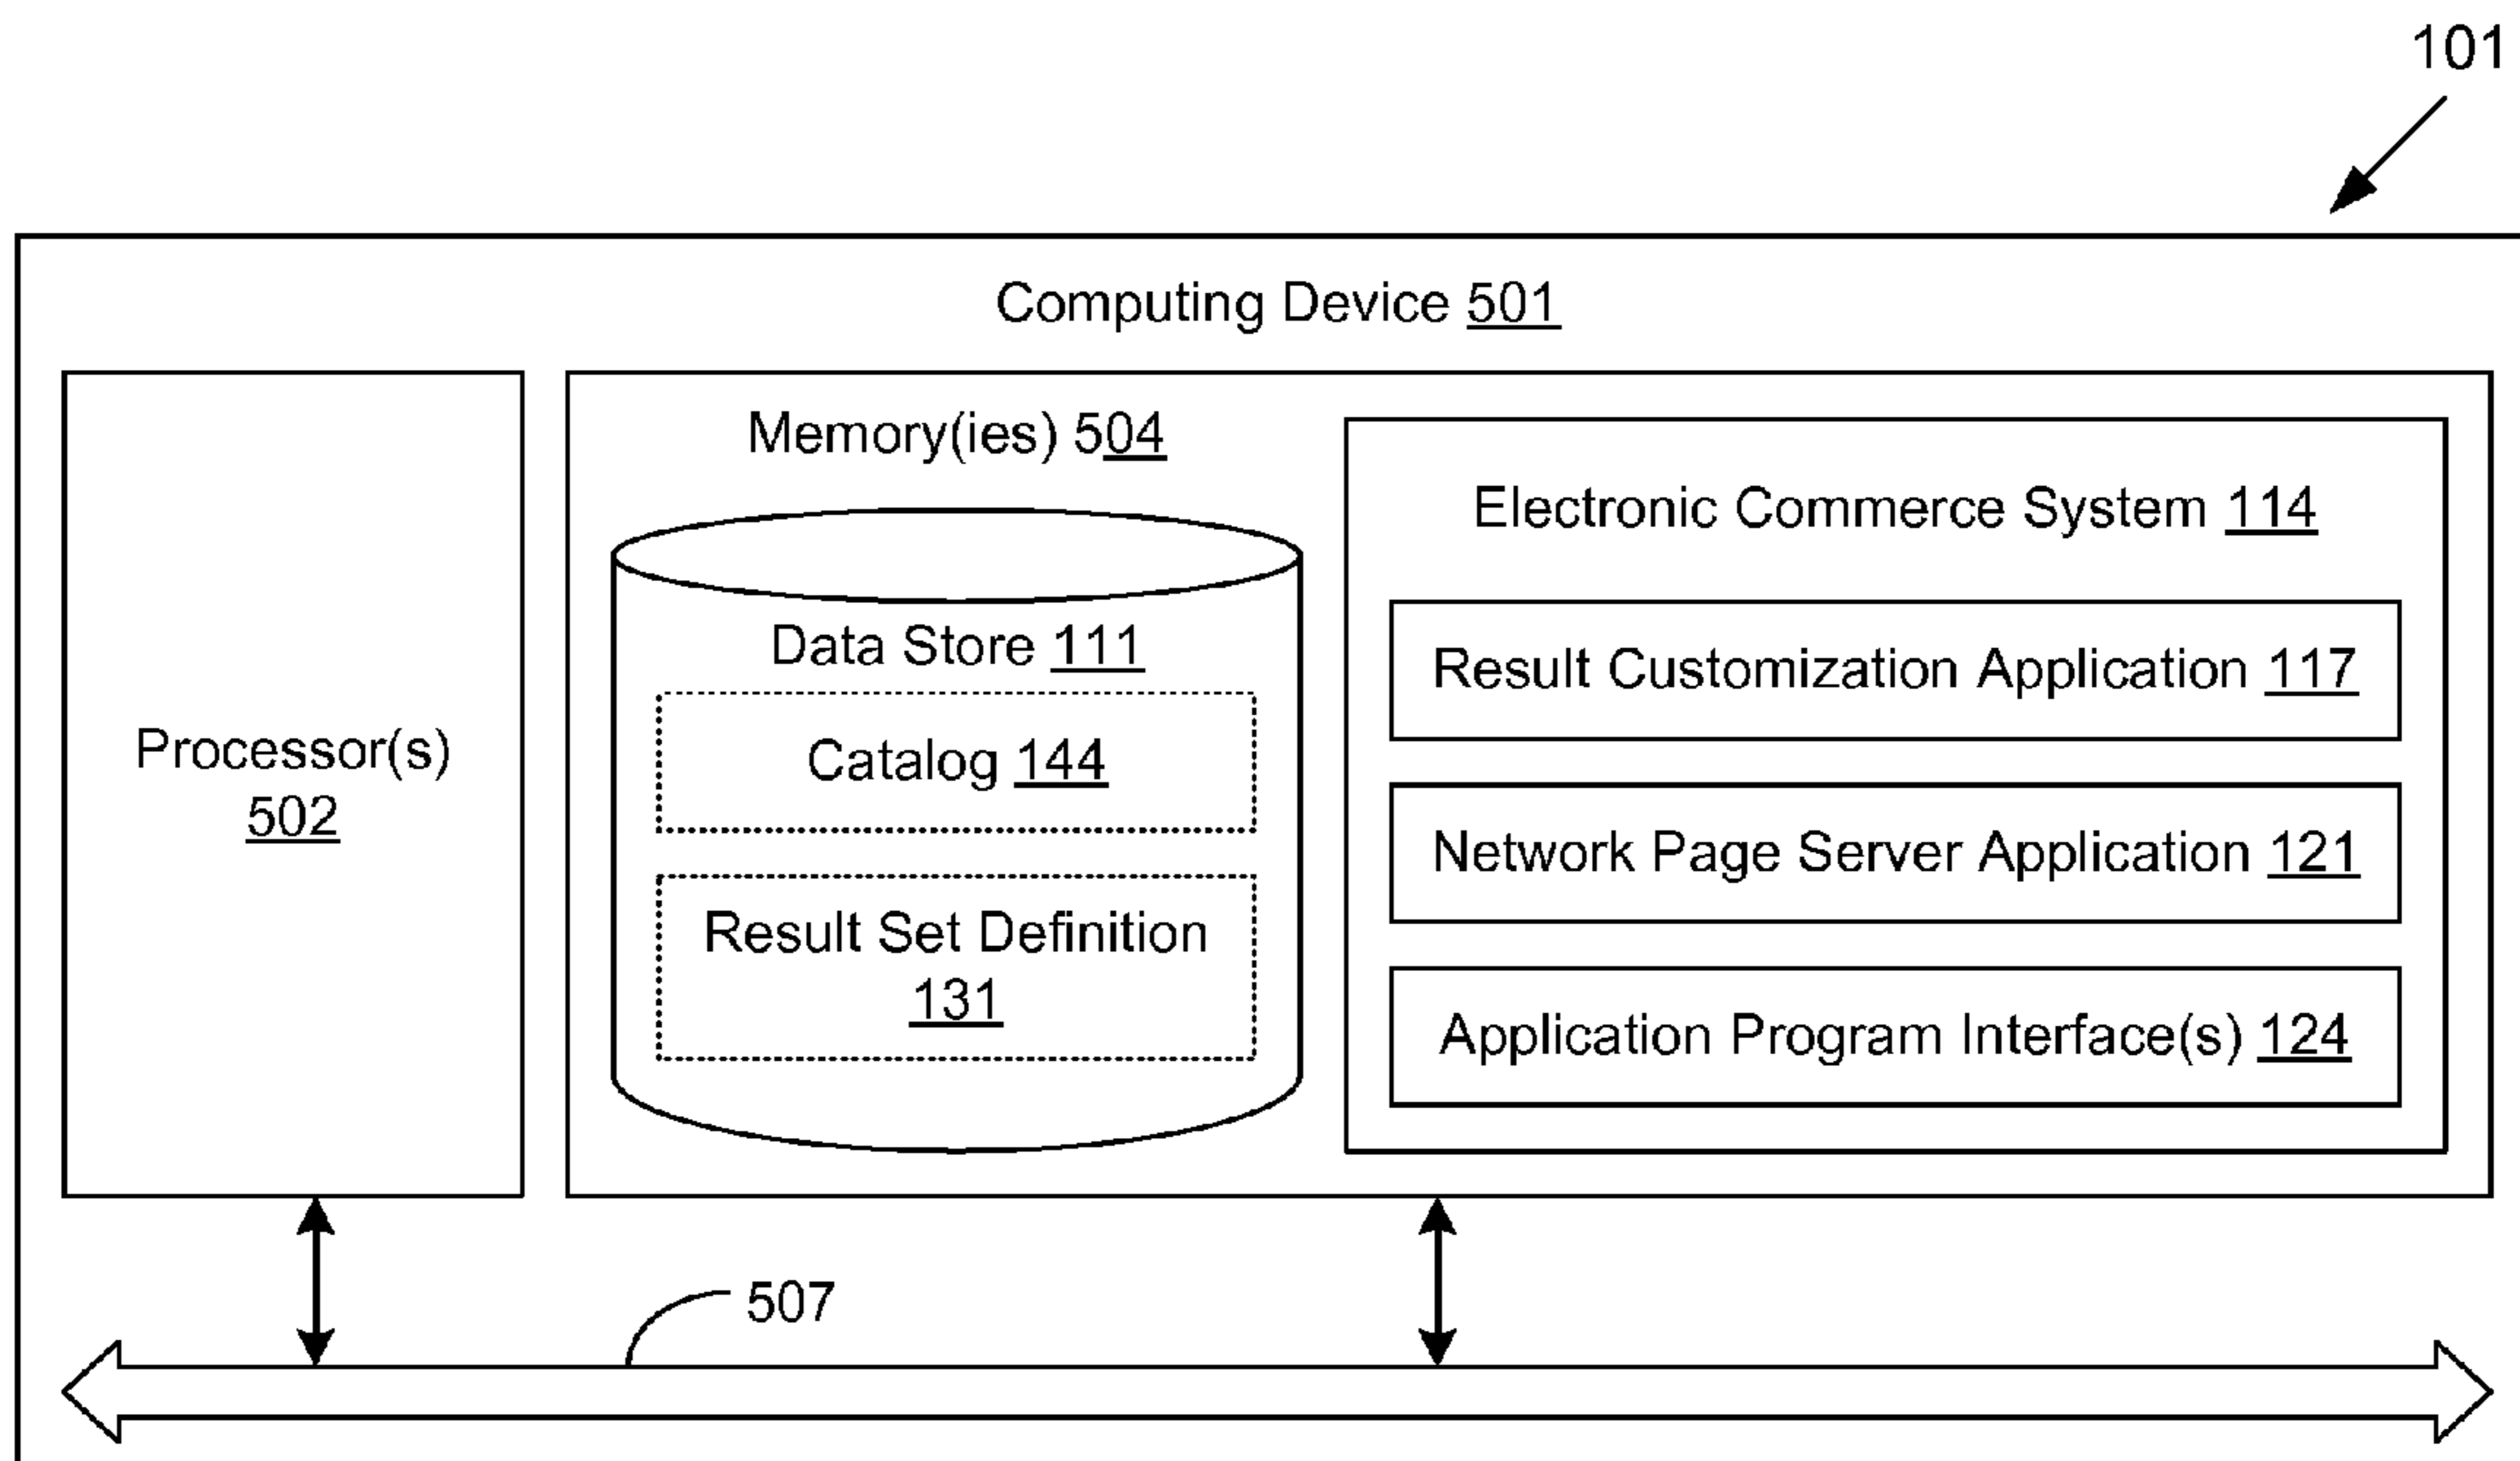 101
Computing Device 501
Processor(s)
502
Memory(ies) 504
Data Store 111
Catalog 144
Result Set Definition
131
Electronic Commerce System 114
Result Customization Application 117
Network Page Server Application 121
Application Program Interface(s) 124
507